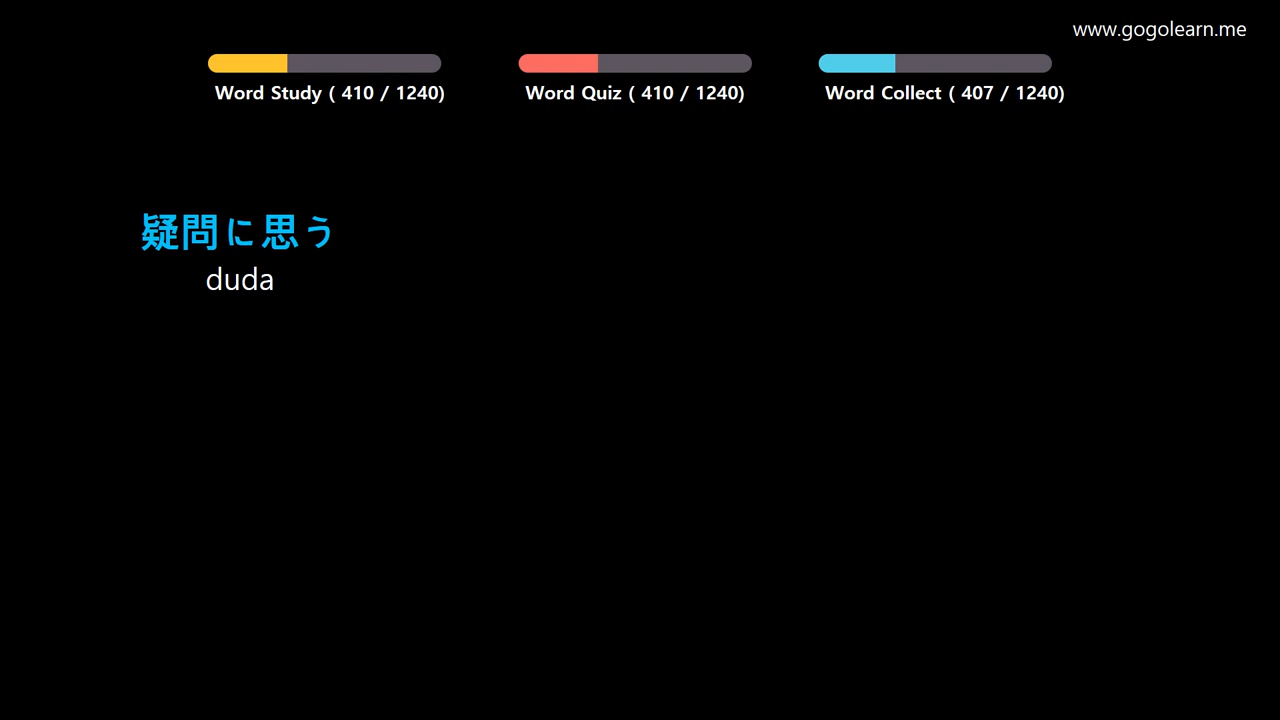 www.gogolearn.me
Word Study ( 410 / 1240)
Word Quiz ( 410 / 1240)
Word Collect ( 407 / 1240)
疑問に思う
duda